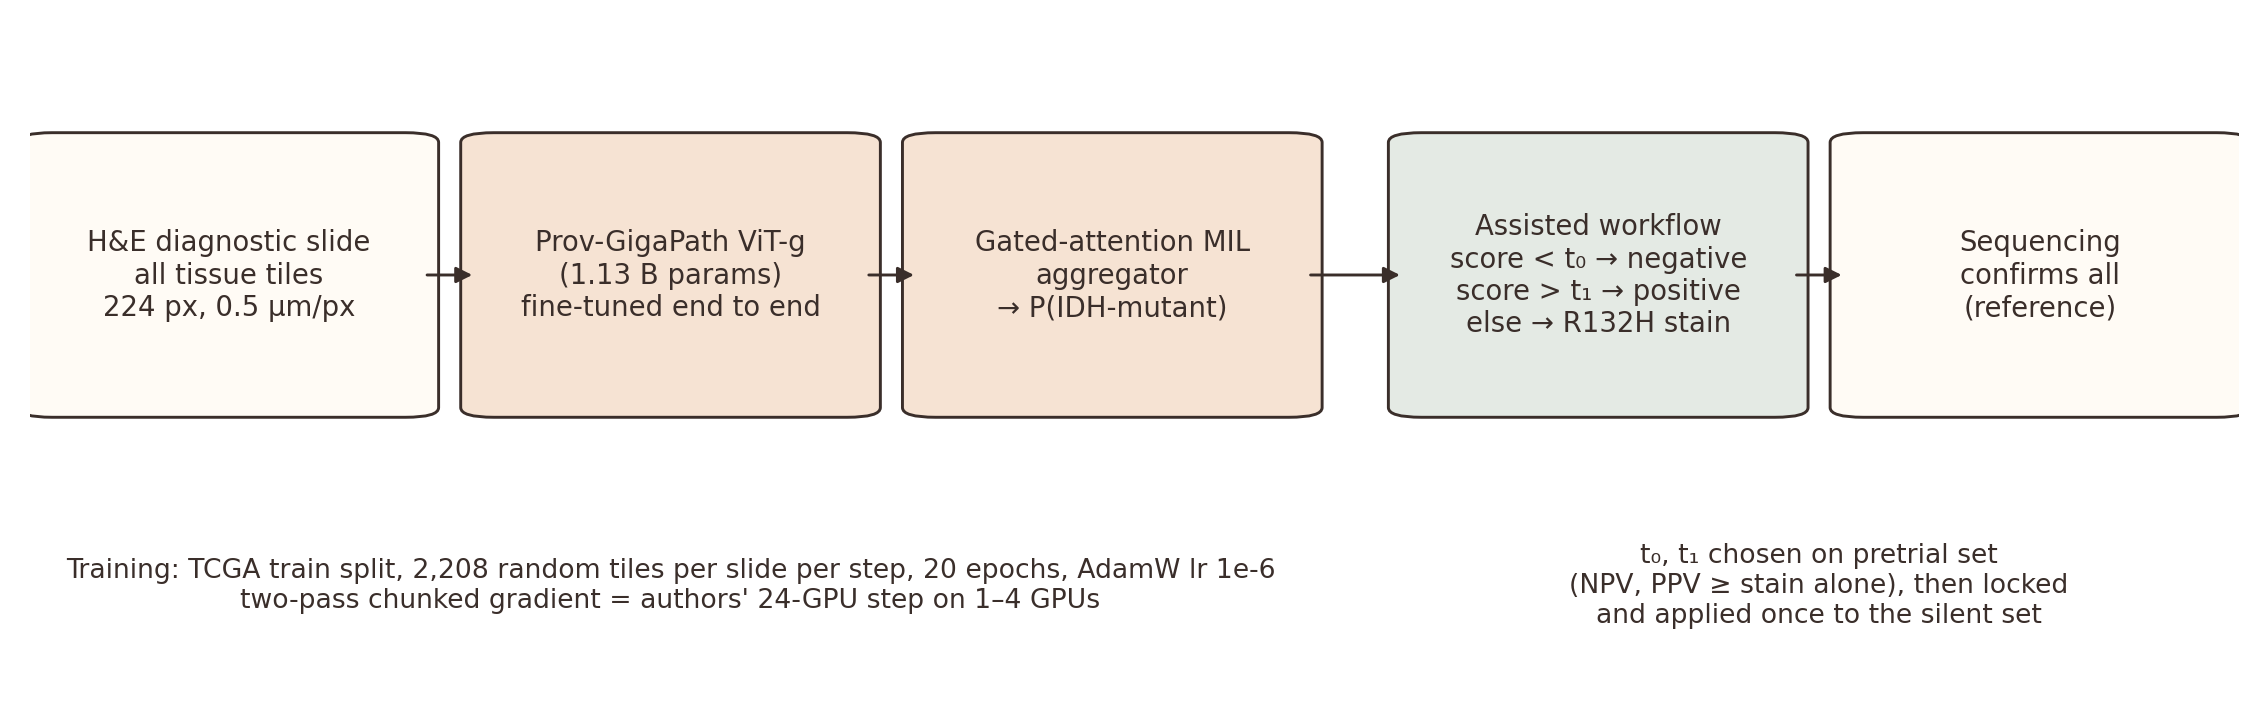 H&E diagnostic slide
all tissue tiles
224 px, 0.5 µm/px
Prov-GigaPath ViT-g
(1.13 B params)
fine-tuned end to end
Gated-attention MIL
aggregator
→ P(IDH-mutant)
Assisted workflow
score < t₀ → negative
score > t₁ → positive
else → R132H stain
Sequencing
confirms all
(reference)
Training: TCGA train split, 2,208 random tiles per slide per step, 20 epochs, AdamW lr 1e-6
two-pass chunked gradient = authors' 24-GPU step on 1–4 GPUs
t₀, t₁ chosen on pretrial set
(NPV, PPV ≥ stain alone), then locked
and applied once to the silent set